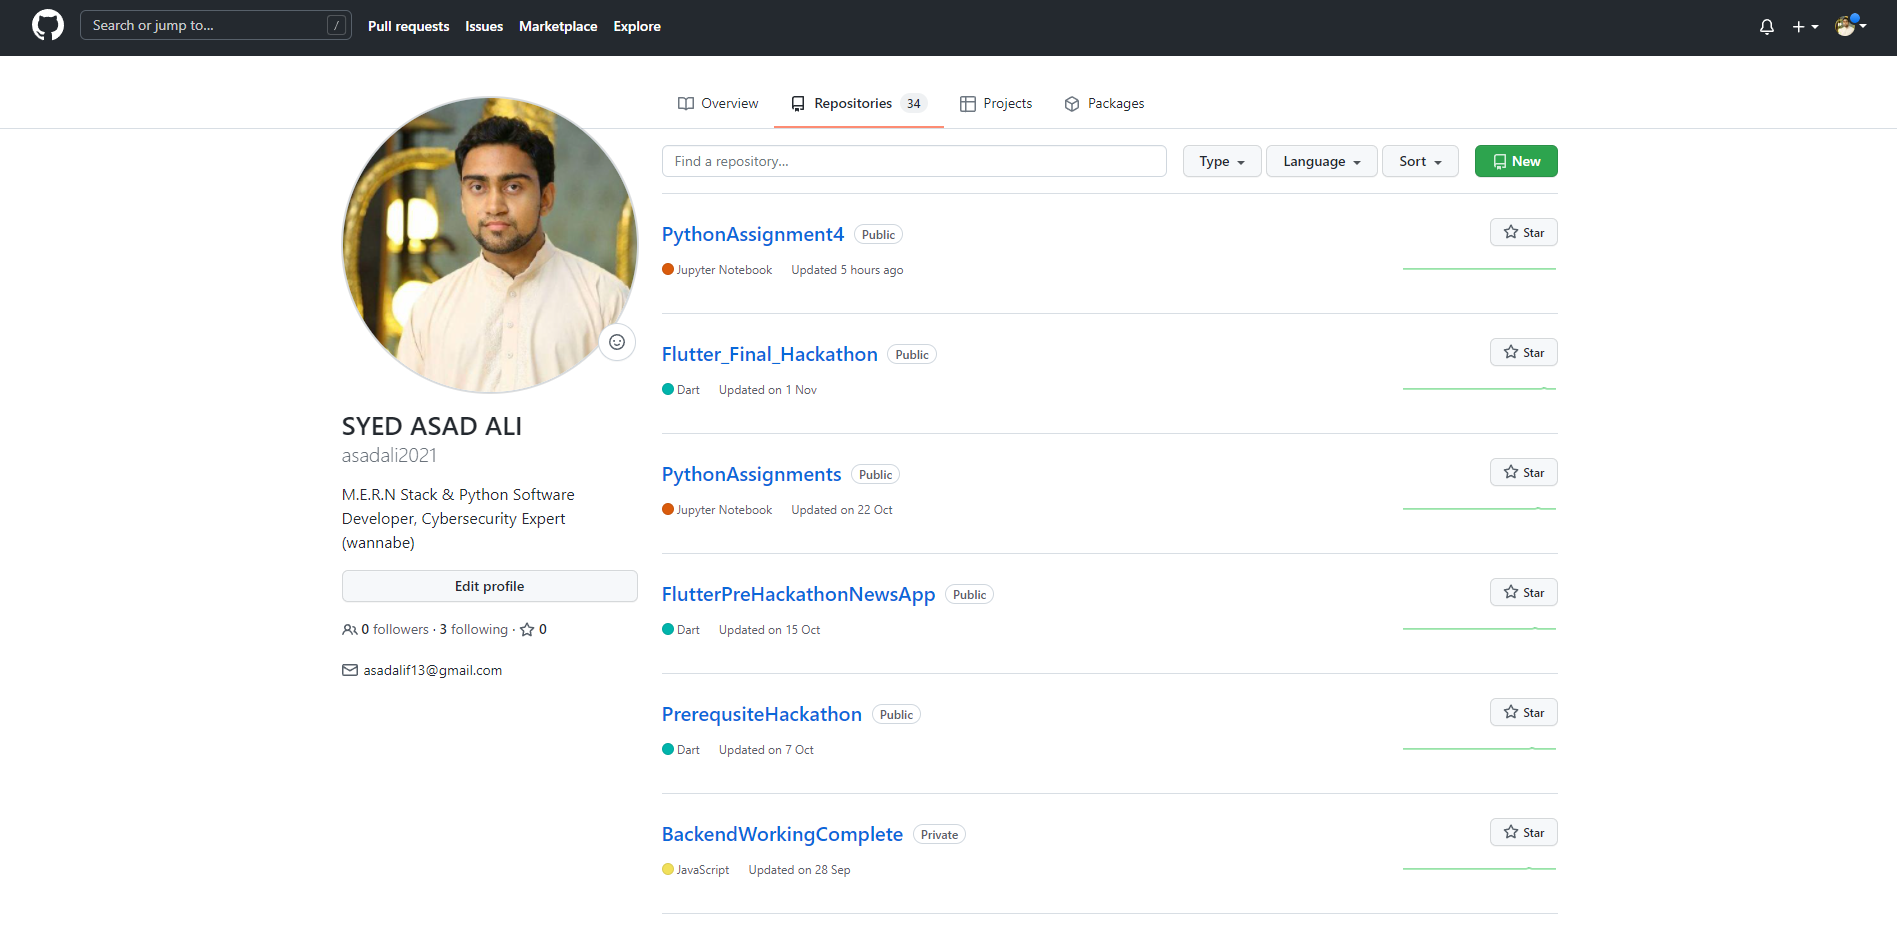 Search or jump to... /
Pull requests Issues Marketplace Explore
Overview Repositories 34 Projects Packages
Find a repository... Type Language Sort New
SYED ASAD ALI
asadali2021
M.E.R.N Stack & Python Software
Developer, Cybersecurity Expert
(wannabe)
Edit profile
0 followers · 3 following · 0
asadalif13@gmail.com
PythonAssignment4 Public Star
Jupyter Notebook Updated 5 hours ago
Flutter_Final_Hackathon Public Star
Dart Updated on 1 Nov
PythonAssignments Public Star
Jupyter Notebook Updated on 22 Oct
FlutterPreHackathonNewsApp Public Star
Dart Updated on 15 Oct
PrerequsiteHackathon Public Star
Dart Updated on 7 Oct
BackendWorkingComplete Private Star
JavaScript Updated on 28 Sep